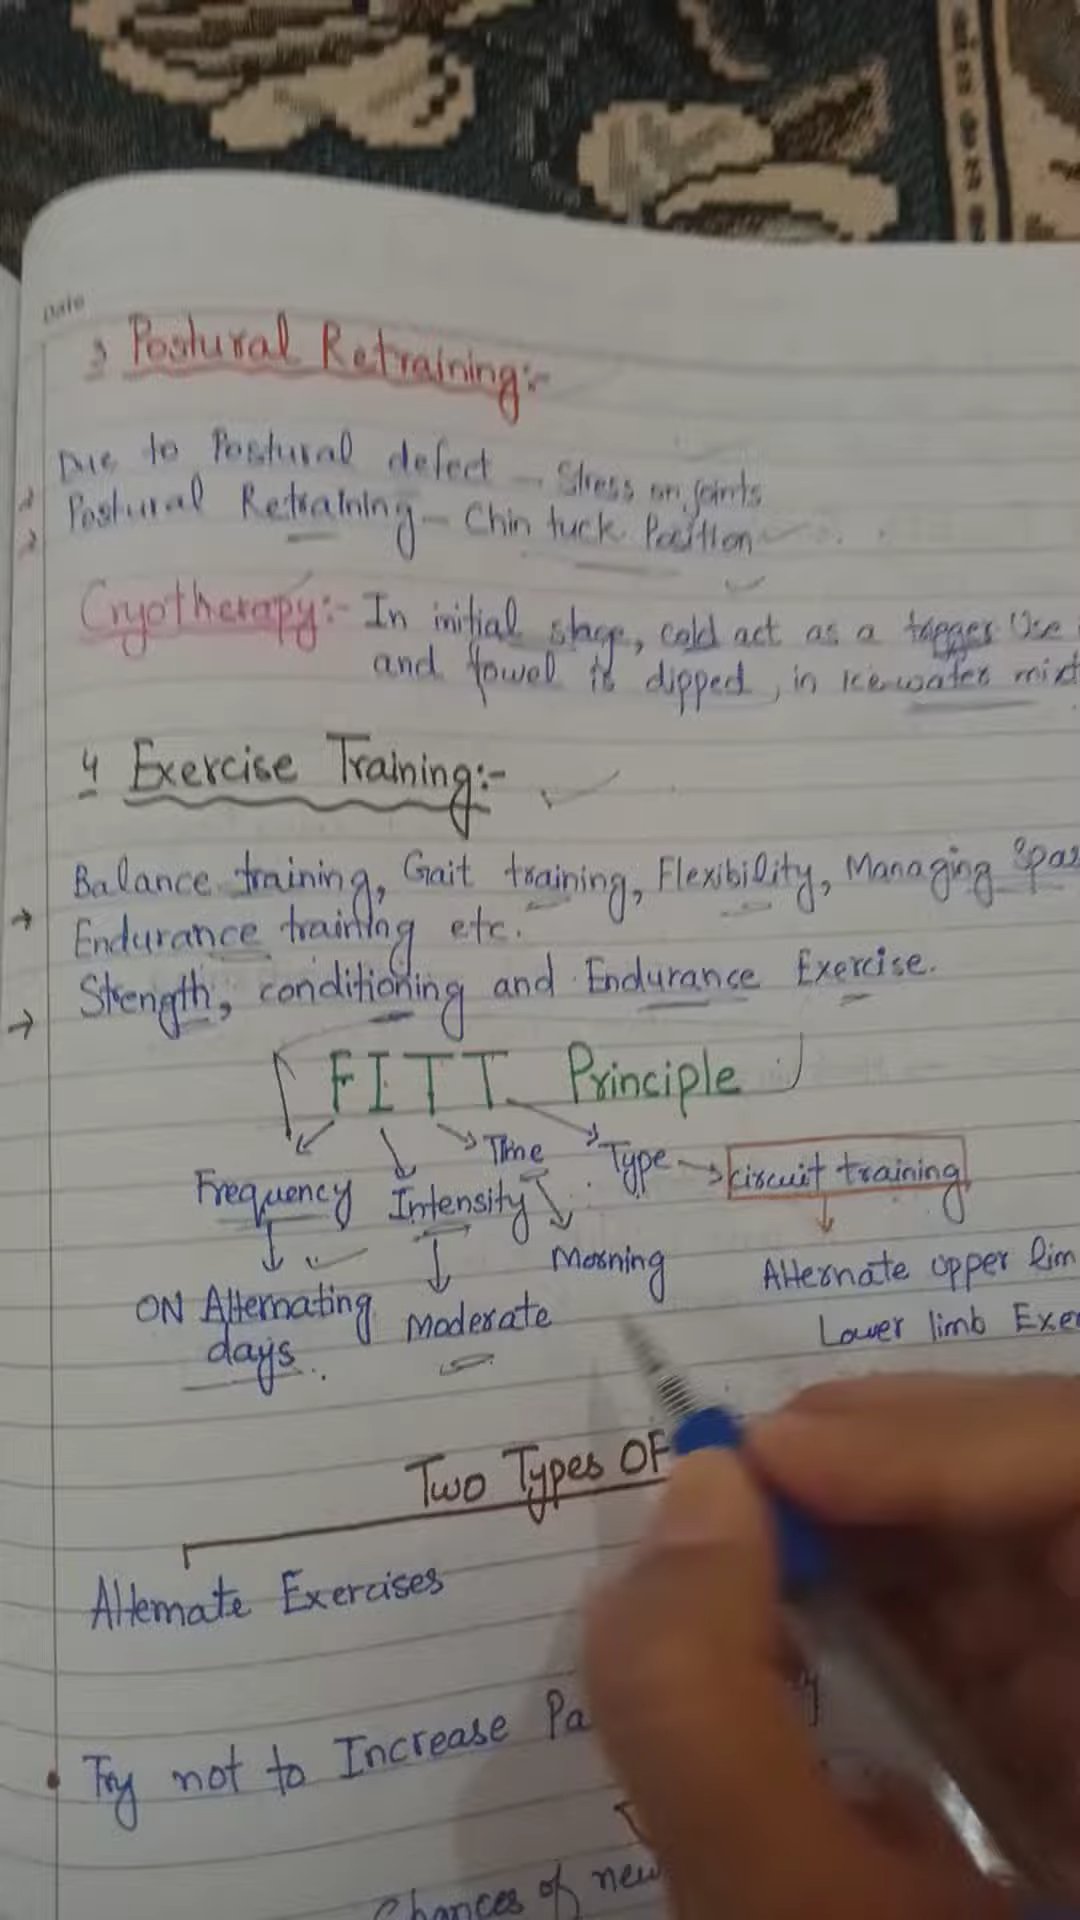 Date
3 Postural Retraining:-
Due to Postural defect - Stress on joints
Postural Retraining - Chin tuck Position
Cryotherapy:- In initial stage, cold act as a trigger Use
and towel is dipped, in ice water
4 Exercise Training:-
Balance training, Gait training, Flexibility, Managing
→ Endurance training etc.
→ Strength, conditioning and Endurance Exercise.
FITT Principle
Frequency Intensity Time Type → circuit training
ON Alternating days. Moderate Morning Alternate upper
Lower limb
Two Types OF
Alternate Exercises
• Try not to Increase
Chances of new